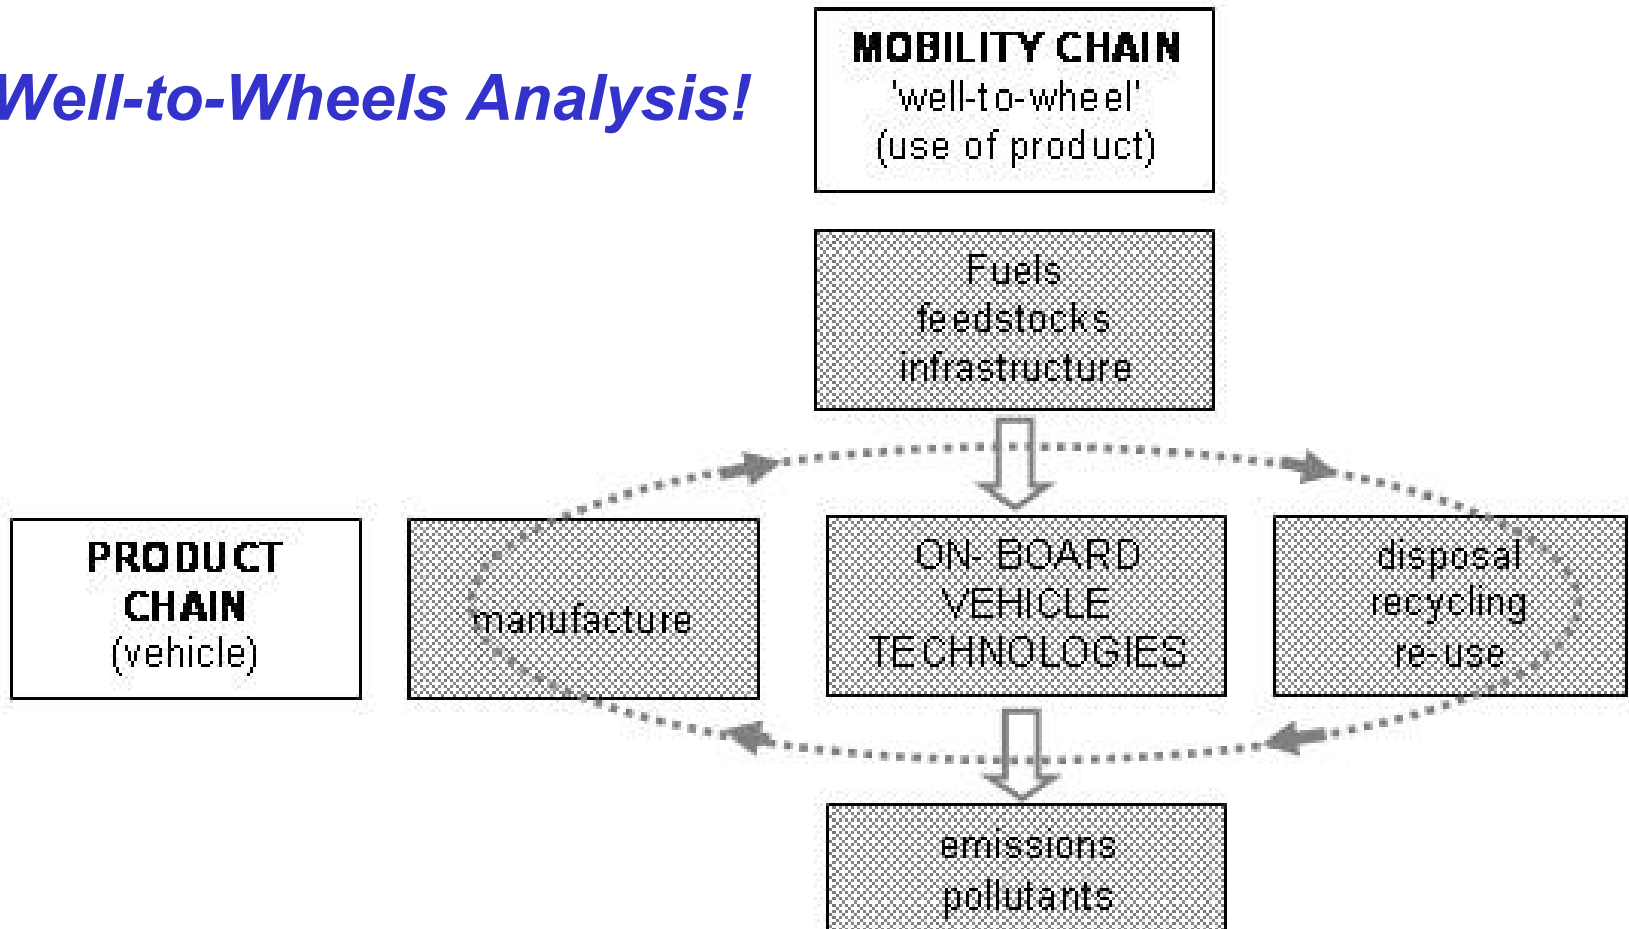 Well-to-Wheels Analysis!
MOBILITY CHAIN
'well-to-wheel'
(use of product)
Fuels
feedstocks
infrastructure
PRODUCT
CHAIN
(vehicle)
manufacture
ON- BOARD
VEHICLE
TECHNOLOGIES
disposal
recycling
re-use
emissions
pollutants